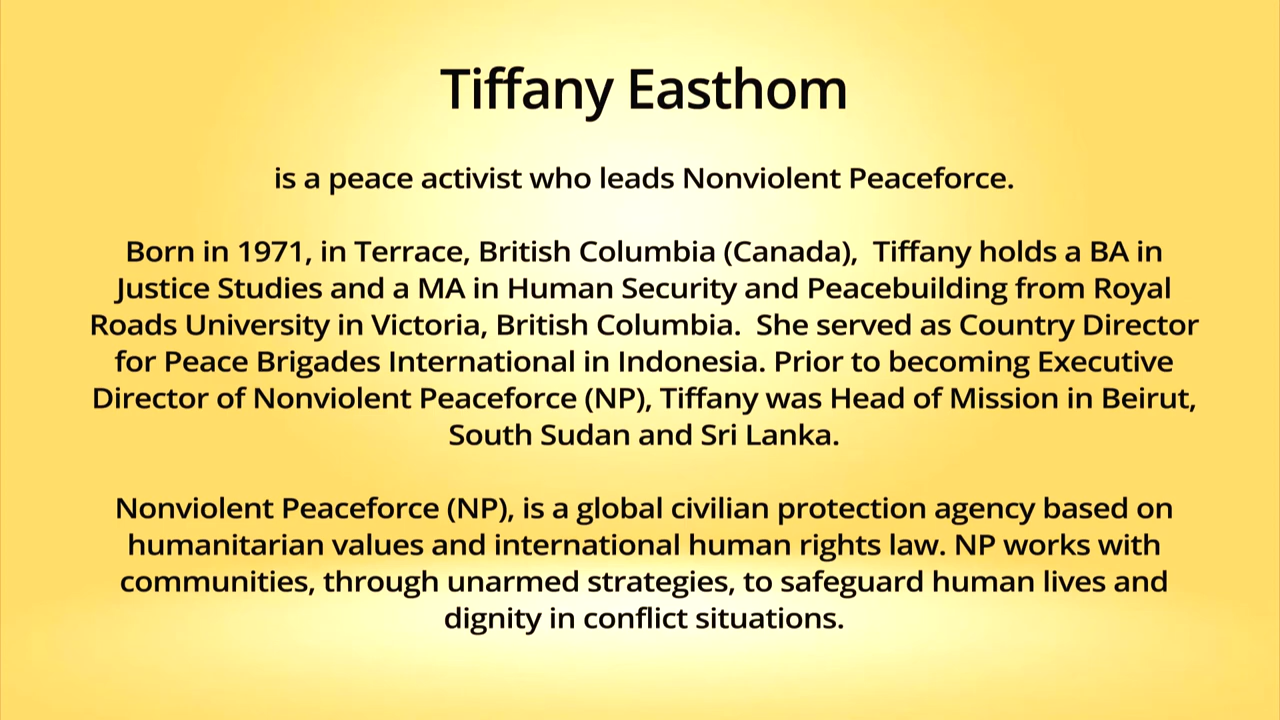 Tiffany Easthom
is a peace activist who leads Nonviolent Peaceforce.
Born in 1971, in Terrace, British Columbia (Canada),  Tiffany holds a BA in
Justice Studies and a MA in Human Security and Peacebuilding from Royal
Roads University in Victoria, British Columbia.  She served as Country Director
for Peace Brigades International in Indonesia. Prior to becoming Executive
Director of Nonviolent Peaceforce (NP), Tiffany was Head of Mission in Beirut,
South Sudan and Sri Lanka.
Nonviolent Peaceforce (NP), is a global civilian protection agency based on
humanitarian values and international human rights law. NP works with
communities, through unarmed strategies, to safeguard human lives and
dignity in conflict situations.